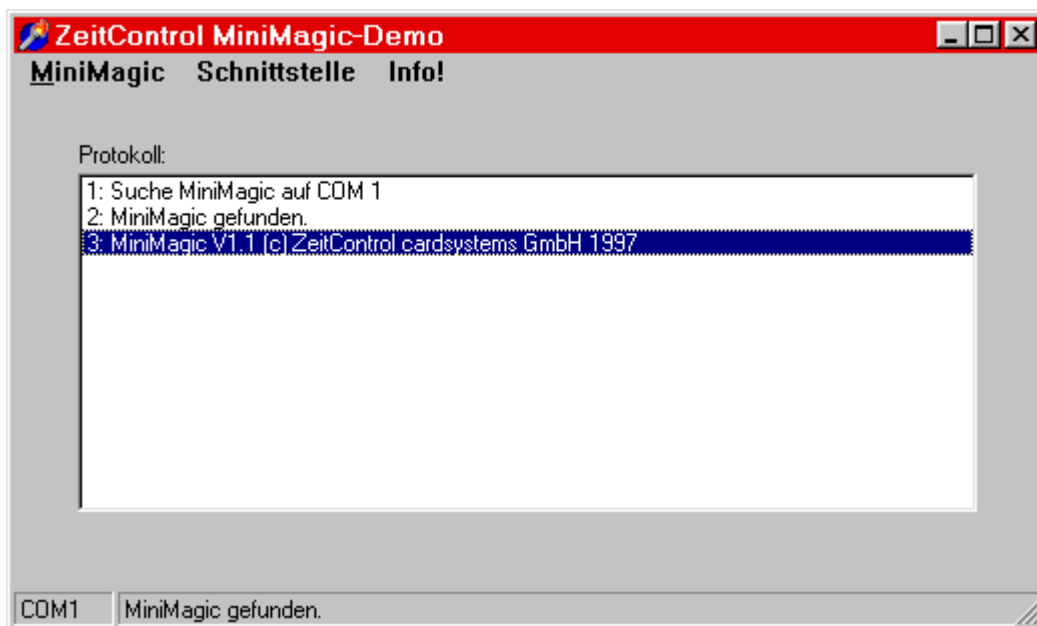 ZeitControl MiniMagic-Demo
MiniMagic Schnittstelle Info!
Protokoll:
1: Suche MiniMagic auf COM 1
2: MiniMagic gefunden.
3: MiniMagic V1.1 (c) ZeitControl cardsystems GmbH 1997
COM1 MiniMagic gefunden.